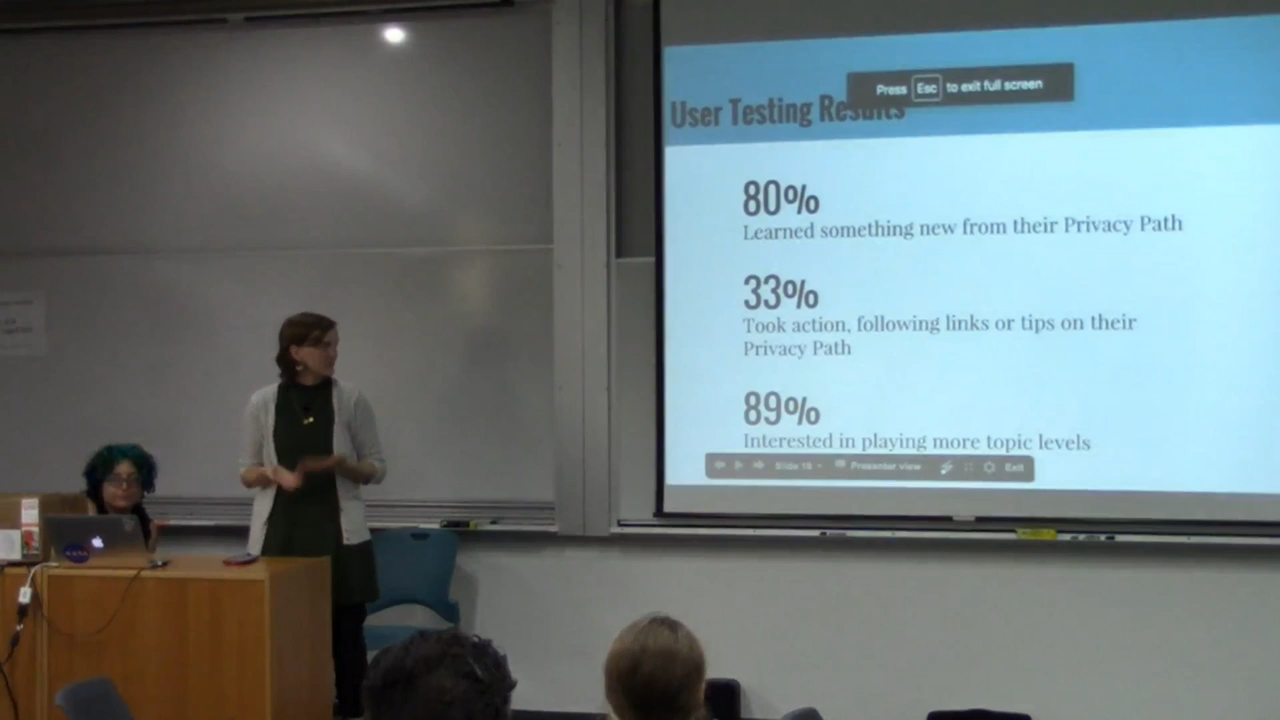 Press Esc to exit full screen
User Testing Results
80%
Learned something new from their Privacy Path
33%
Took action, following links or tips on their
Privacy Path
89%
Interested in playing more topic levels
Presenter view
Exit
NASA